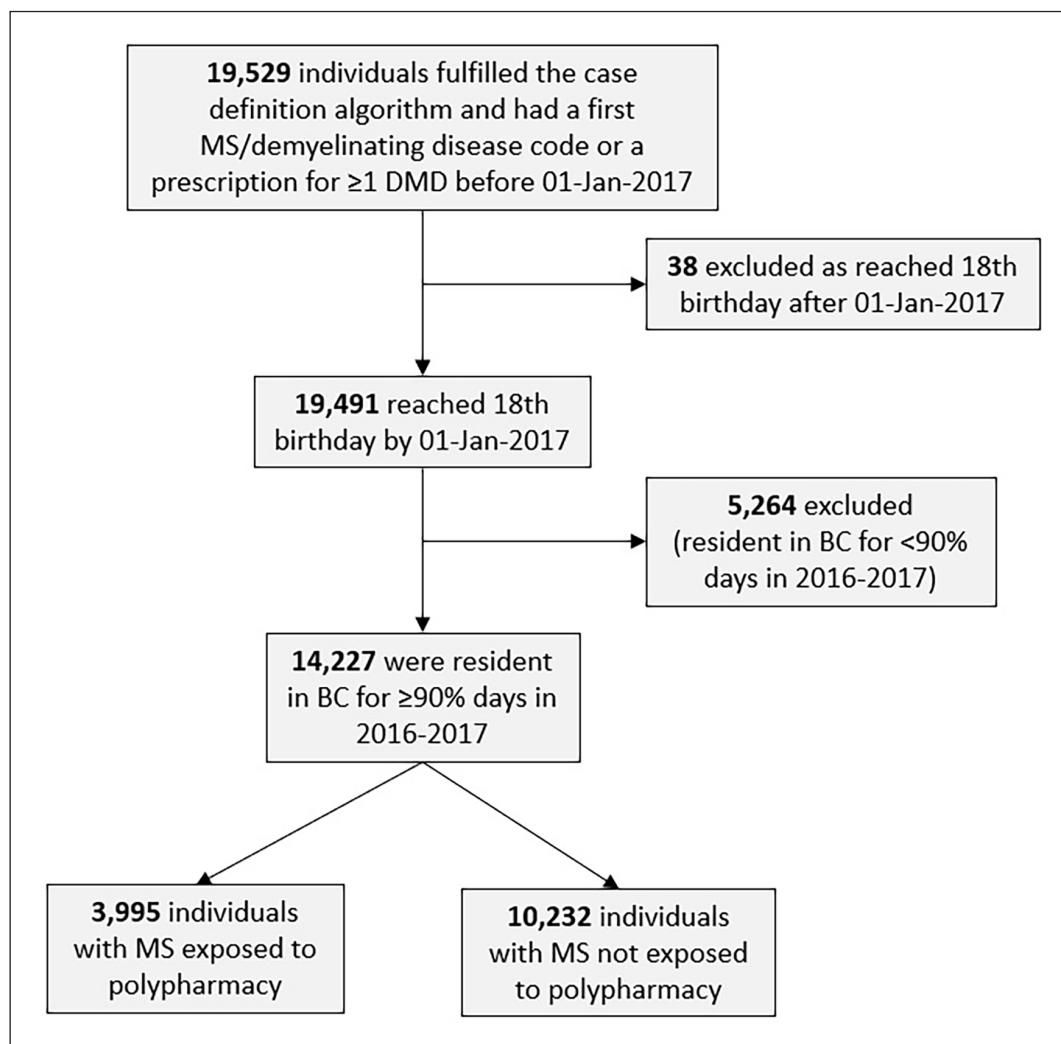 19,529 individuals fulfilled the case
definition algorithm and had a first
MS/demyelinating disease code or a
prescription for ≥1 DMD before 01-Jan-2017
38 excluded as reached 18th
birthday after 01-Jan-2017
19,491 reached 18th
birthday by 01-Jan-2017
5,264 excluded
(resident in BC for <90%
days in 2016-2017)
14,227 were resident
in BC for ≥90% days in
2016-2017
3,995 individuals
with MS exposed to
polypharmacy
10,232 individuals
with MS not exposed
to polypharmacy